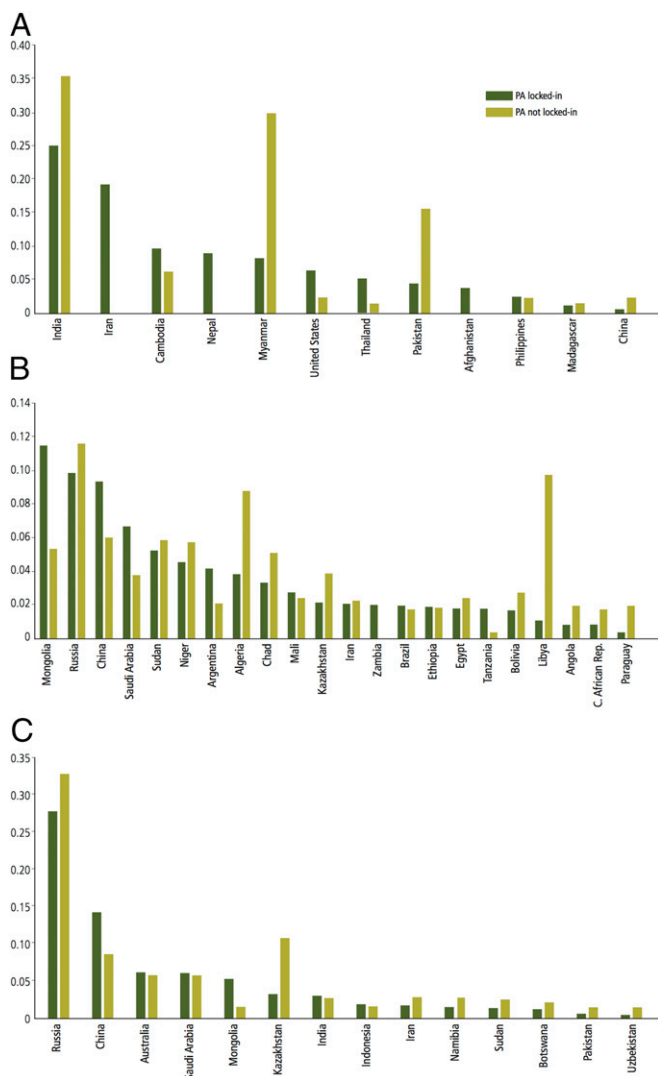 A
0.40
0.35
0.30
0.25
0.20
0.15
0.10
0.05
0
PA locked-in
PA not locked-in
India
Iran
Cambodia
Nepal
Myanmar
United States
Thailand
Pakistan
Afghanistan
Philippines
Madagascar
China
B
0.14
0.12
0.10
0.08
0.06
0.04
0.02
0
Mongolia
Russia
China
Saudi Arabia
Sudan
Niger
Argentina
Algeria
Chad
Mali
Kazakhstan
Iran
Zambia
Brazil
Ethiopia
Egypt
Tanzania
Bolivia
Libya
Angola
C. African Rep.
Paraguay
C
0.35
0.30
0.25
0.20
0.15
0.10
0.05
0
Russia
China
Australia
Saudi Arabia
Mongolia
Kazakhstan
India
Indonesia
Iran
Namibia
Sudan
Botswana
Pakistan
Uzbekistan